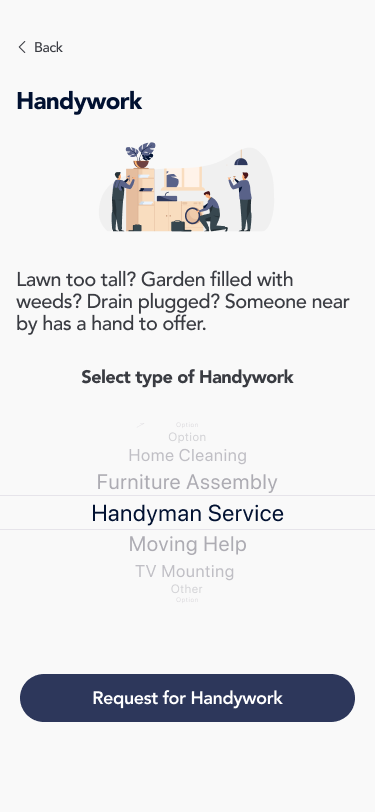 Back
Handywork
Lawn too tall? Garden filled with
weeds? Drain plugged? Someone near
by has a hand to offer.
Select type of Handywork
Option
Option
Home Cleaning
Furniture Assembly
Handyman Service
Moving Help
TV Mounting
Other
Option
Request for Handywork